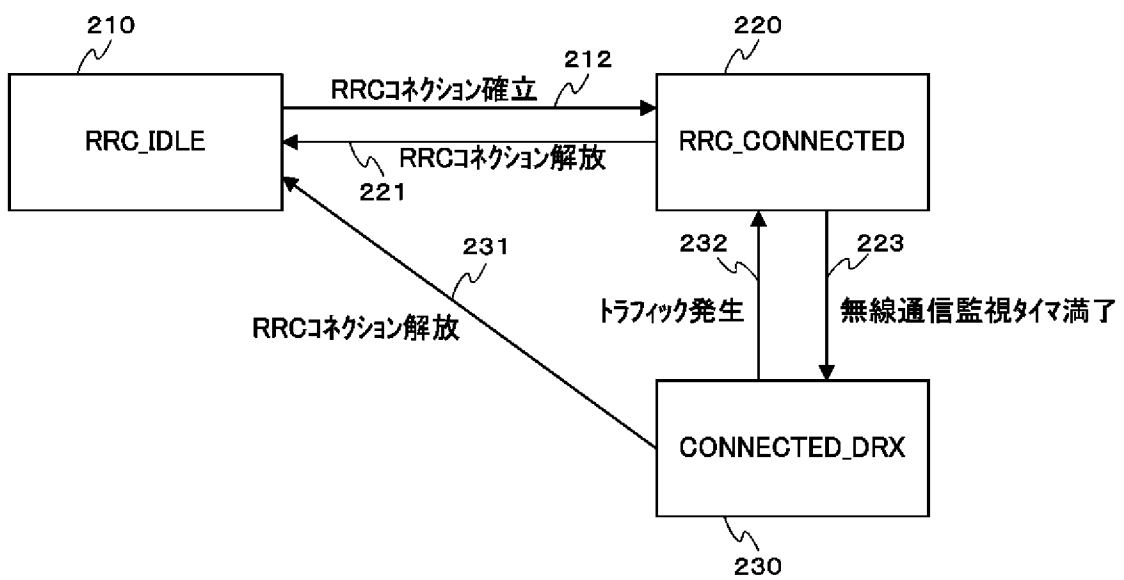 210
220
RRCコネクション確立
212
RRC_IDLE
RRC_CONNECTED
RRCコネクション解放
221
231
232
223
RRCコネクション解放
トラフィック発生
無線通信監視タイマ満了
CONNECTED_DRX
230